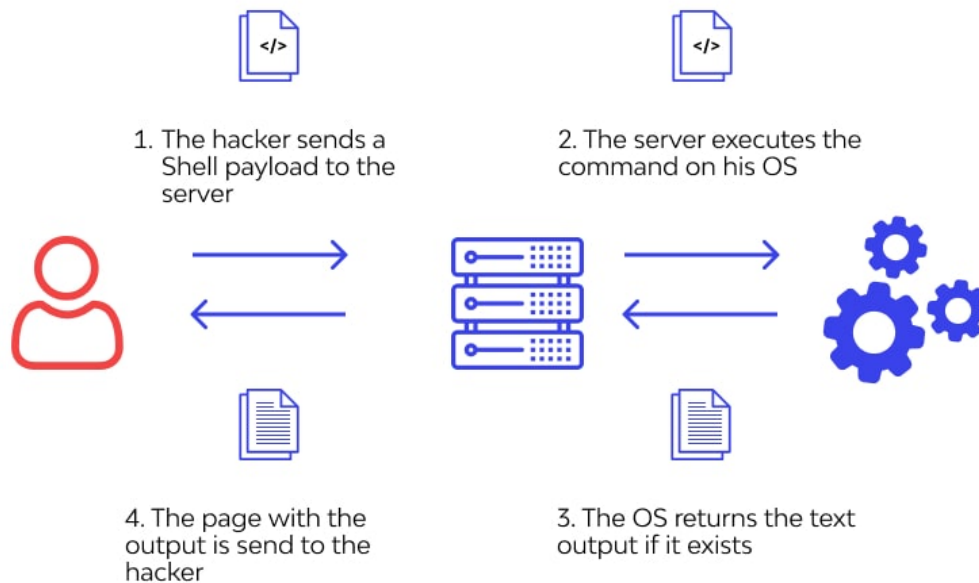 </>
</>
1. The hacker sends a
Shell payload to the
server
2. The server executes the
command on his OS
4. The page with the
output is send to the
hacker
3. The OS returns the text
output if it exists